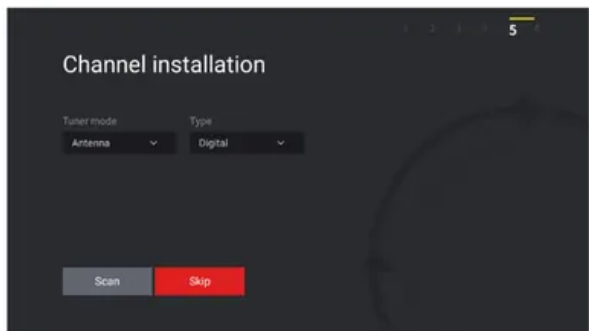 5
Channel installation
Tuner mode Type
Antenna Digital
Scan Skip